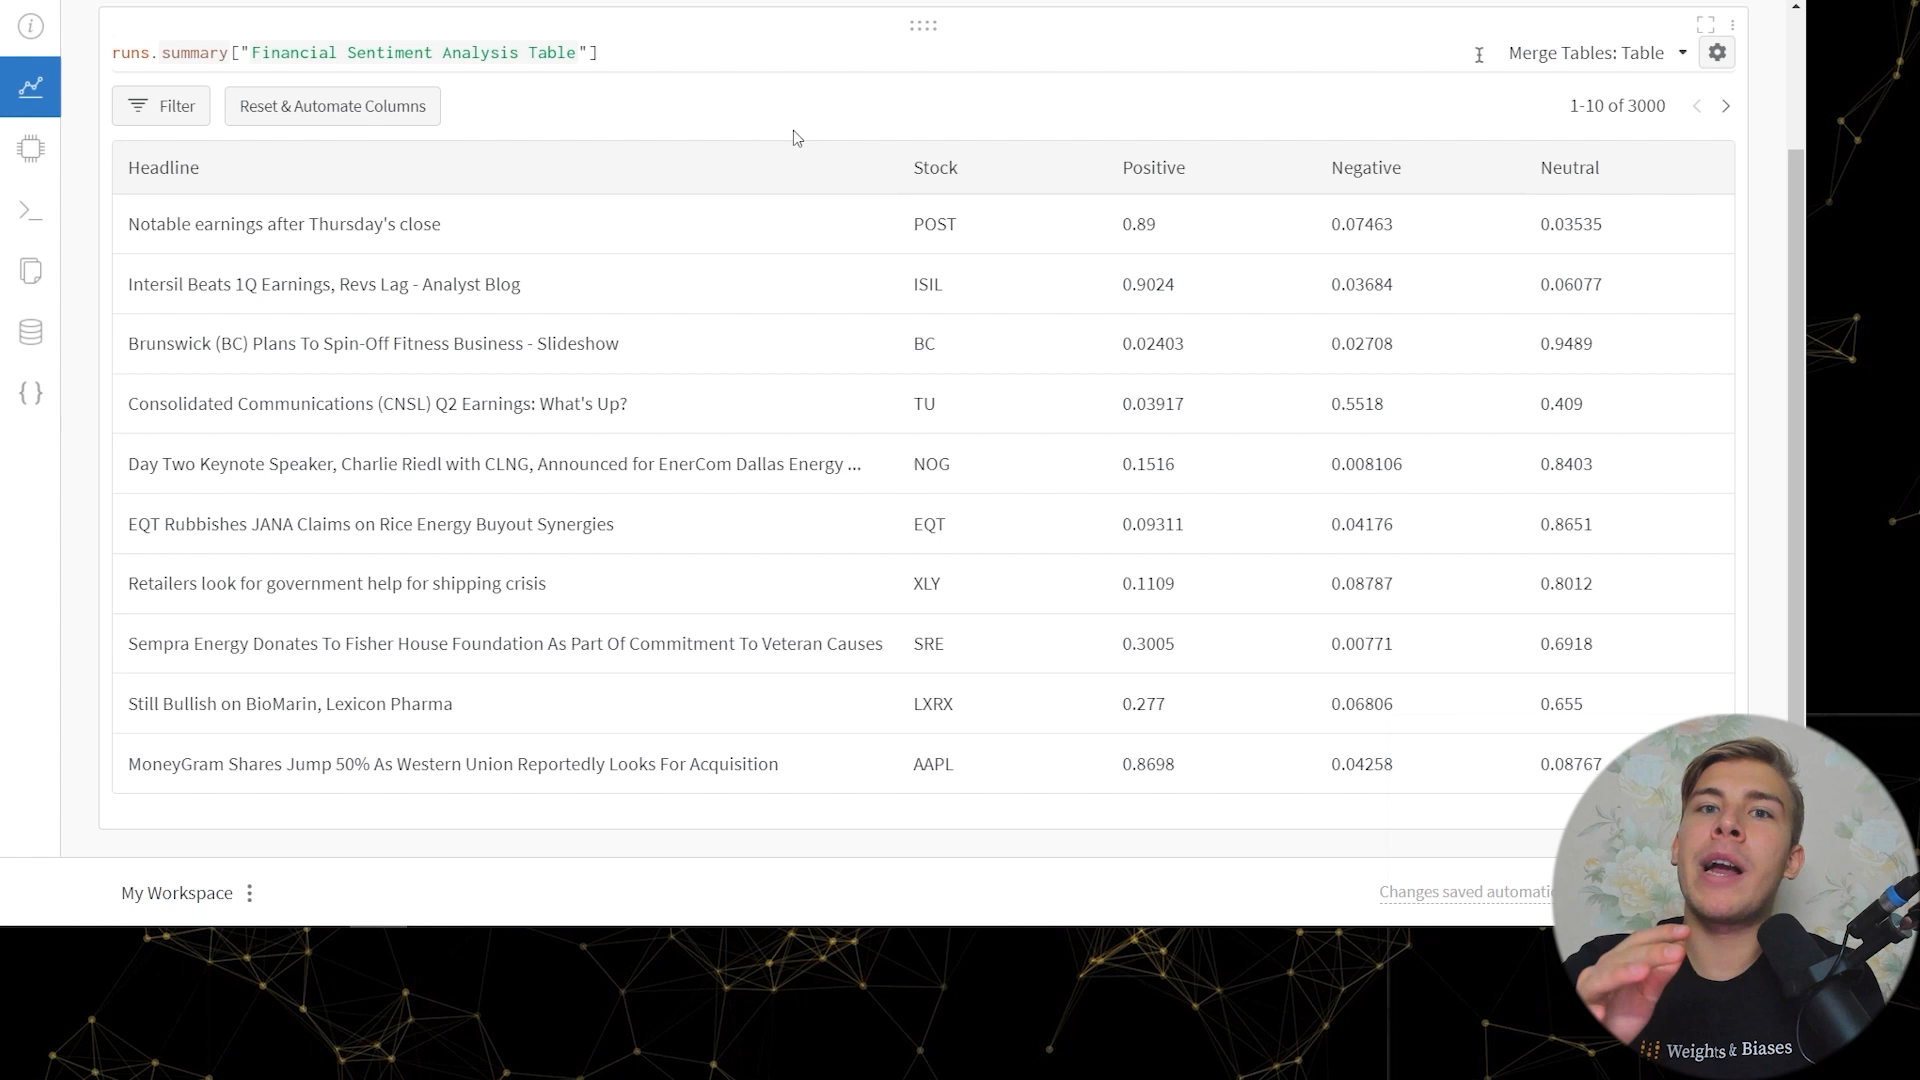 runs.summary["Financial Sentiment Analysis Table"]
Merge Tables: Table
Filter
Reset & Automate Columns
1-10 of 3000
Headline Stock Positive Negative Neutral
Notable earnings after Thursday's close POST 0.89 0.07463 0.03535
Intersil Beats 1Q Earnings, Revs Lag - Analyst Blog ISIL 0.9024 0.03684 0.06077
Brunswick (BC) Plans To Spin-Off Fitness Business - Slideshow BC 0.02403 0.02708 0.9489
Consolidated Communications (CNSL) Q2 Earnings: What's Up? TU 0.03917 0.5518 0.409
Day Two Keynote Speaker, Charlie Riedl with CLNG, Announced for EnerCom Dallas Energy ... NOG 0.1516 0.008106 0.8403
EQT Rubbishes JANA Claims on Rice Energy Buyout Synergies EQT 0.09311 0.04176 0.8651
Retailers look for government help for shipping crisis XLY 0.1109 0.08787 0.8012
Sempra Energy Donates To Fisher House Foundation As Part Of Commitment To Veteran Causes SRE 0.3005 0.00771 0.6918
Still Bullish on BioMarin, Lexicon Pharma LXRX 0.277 0.06806 0.655
MoneyGram Shares Jump 50% As Western Union Reportedly Looks For Acquisition AAPL 0.8698 0.04258 0.08767
My Workspace
Changes saved automati
Weights & Biases